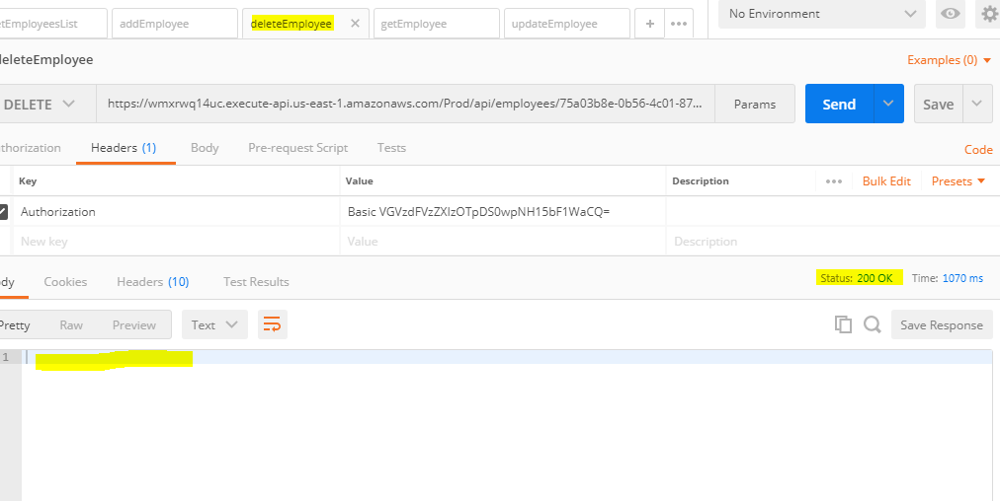 etEmployeesList addEmployee deleteEmployee × getEmployee updateEmployee + ••• No Environment
deleteEmployee Examples (0)
DELETE https://wmxrwq14uc.execute-api.us-east-1.amazonaws.com/Prod/api/employees/75a03b8e-0b56-4c01-87... Params Send Save
thorization Headers (1) Body Pre-request Script Tests Code
Key Value Description ••• Bulk Edit Presets
Authorization Basic VGVzdFVzZXIzOTpDS0wpNH15bF1WaCQ=
New key Value Description
ody Cookies Headers (10) Test Results Status: 200 OK Time: 1070 ms
Pretty Raw Preview Text Save Response
1